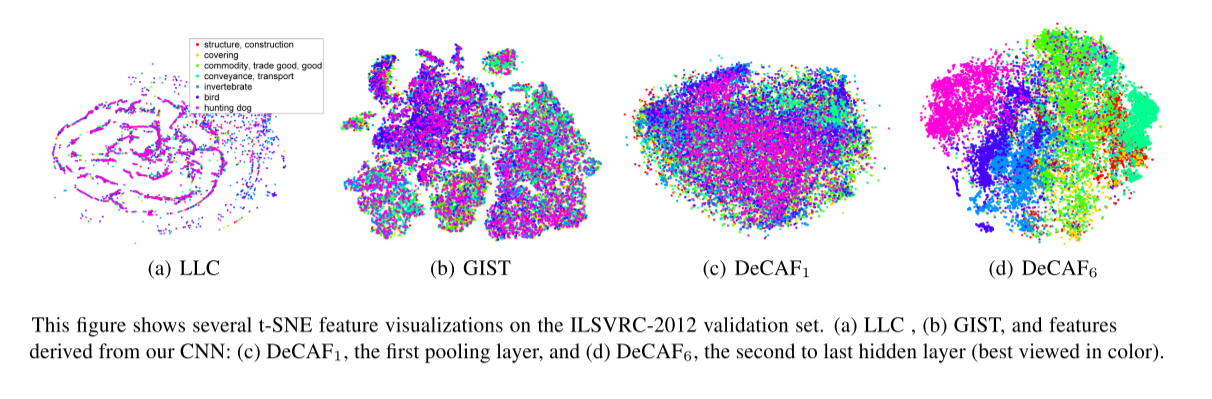 structure, construction
covering
commodity, trade good, good
conveyance, transport
invertebrate
bird
hunting dog
(a) LLC
(b) GIST
(c) DeCAF₁
(d) DeCAF₆
This figure shows several t-SNE feature visualizations on the ILSVRC-2012 validation set. (a) LLC , (b) GIST, and features
derived from our CNN: (c) DeCAF₁, the first pooling layer, and (d) DeCAF₆, the second to last hidden layer (best viewed in color).